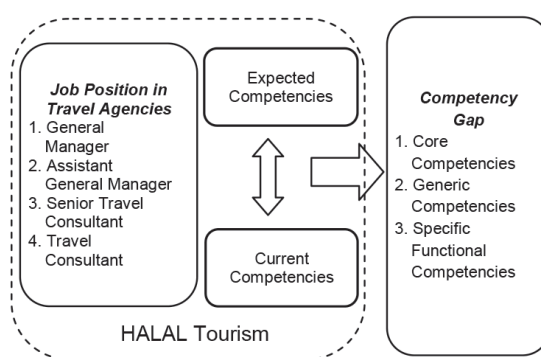 Job Position in
Travel Agencies
1. General
Manager
2. Assistant
General Manager
3. Senior Travel
Consultant
4. Travel
Consultant
Expected
Competencies
Current
Competencies
HALAL Tourism
Competency
Gap
1. Core
Competencies
2. Generic
Competencies
3. Specific
Functional
Competencies